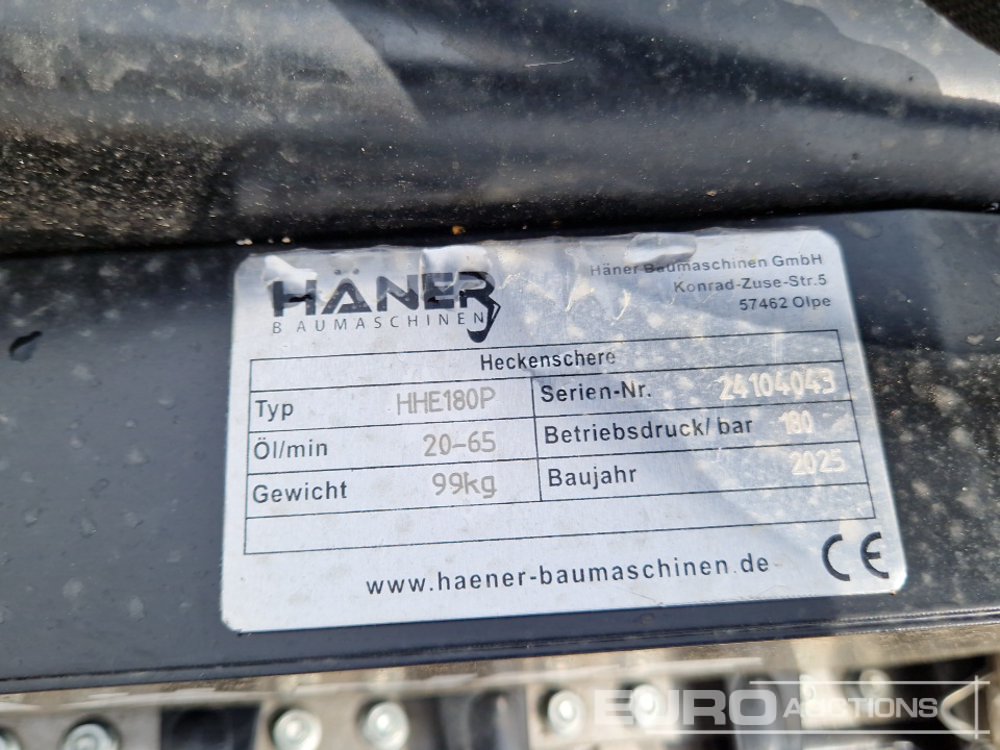 HÄNER
BAUMASCHINEN
Häner Baumaschinen GmbH
Konrad-Zuse-Str.5
57462 Olpe
Heckenschere
Typ HHE180P Serien-Nr. 24104043
Öl/min 20-65 Betriebsdruck/ bar 180
Gewicht 99kg Baujahr 2025
www.haener-baumaschinen.de
CE
EURO AUCTIONS